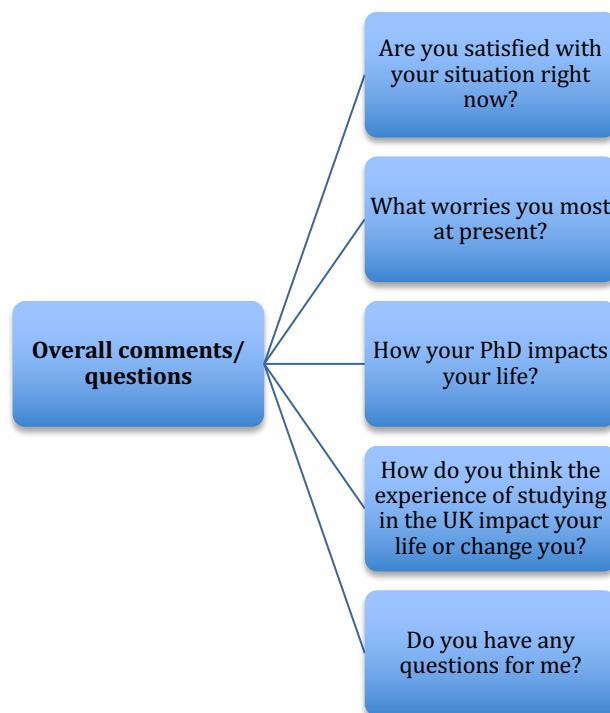 Overall comments/
questions
Are you satisfied with
your situation right
now?
What worries you most
at present?
How your PhD impacts
your life?
How do you think the
experience of studying
in the UK impact your
life or change you?
Do you have any
questions for me?